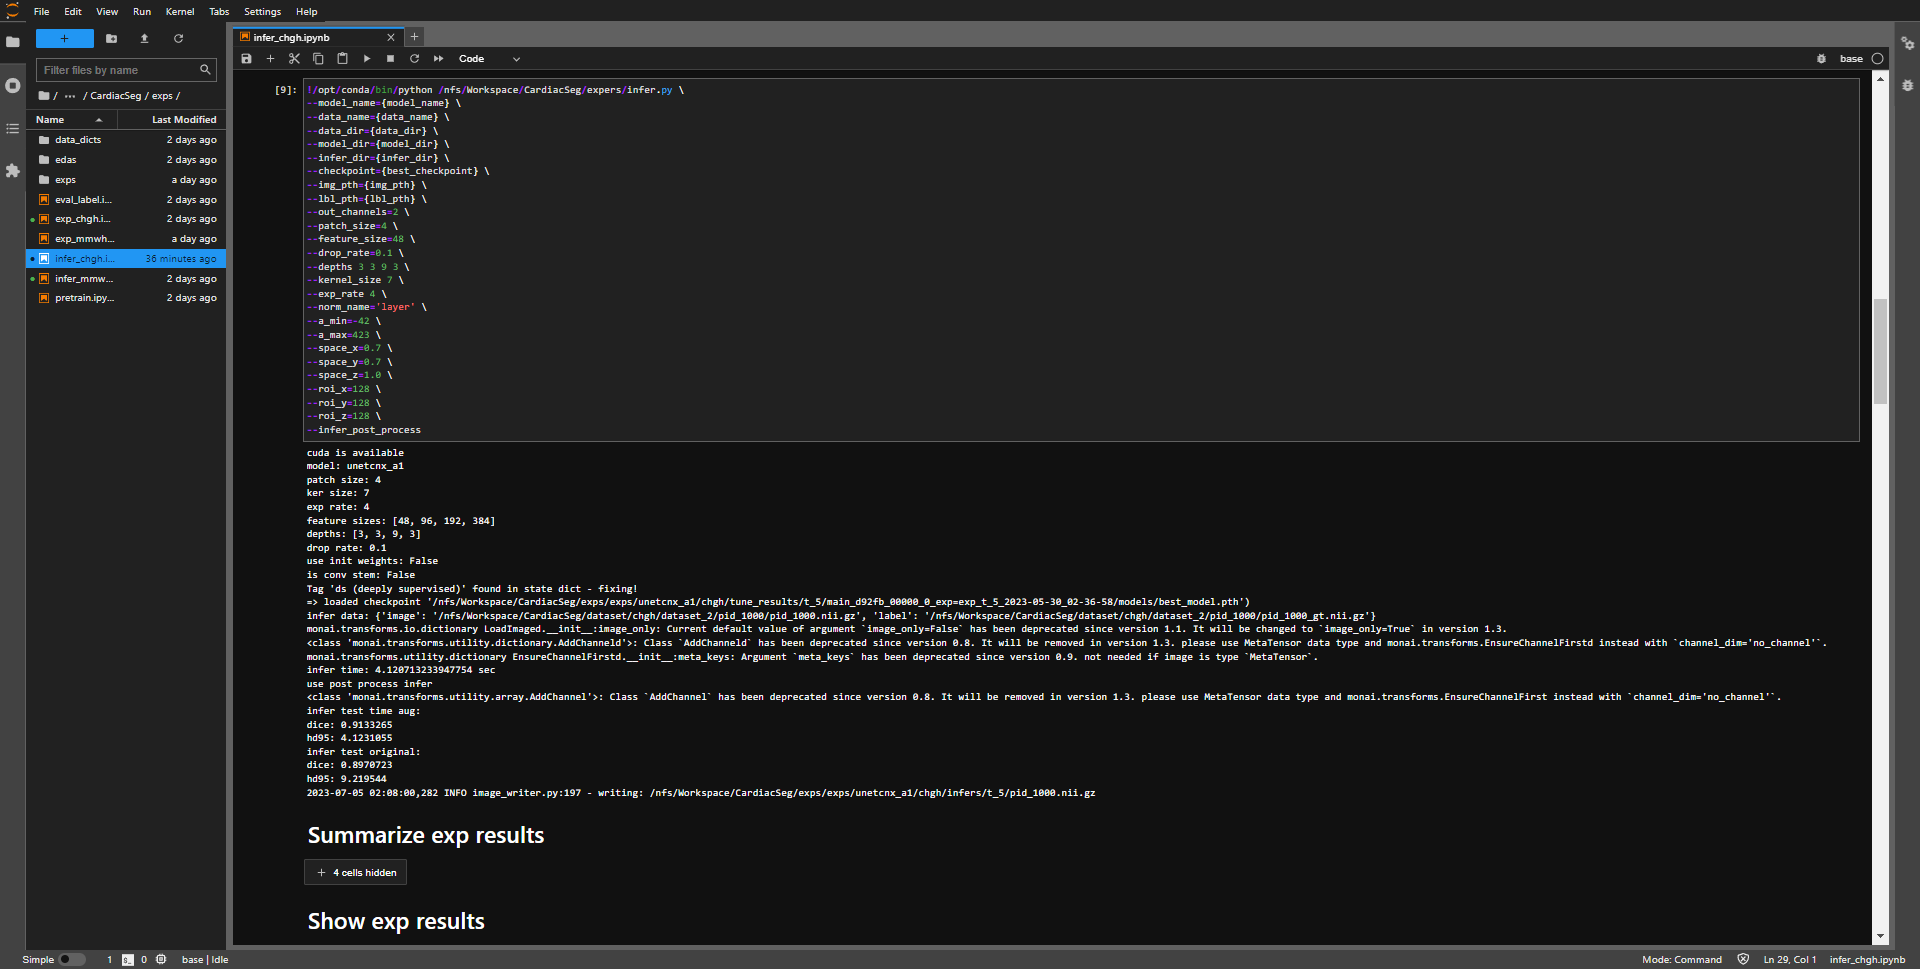 File Edit View Run Kernel Tabs Settings Help
Filter files by name
/ ··· / CardiacSeg / exps /
Name Last Modified
data_dicts 2 days ago
edas 2 days ago
exps a day ago
eval_label.i... 2 days ago
exp_chgh.i... 2 days ago
exp_mmwh... a day ago
infer_chgh.i... 36 minutes ago
infer_mmw... 2 days ago
pretrain.ipy... 2 days ago
infer_chgh.ipynb
Code
base
[9]: !/opt/conda/bin/python /nfs/Workspace/CardiacSeg/expers/infer.py \
--model_name={model_name} \
--data_name={data_name} \
--data_dir={data_dir} \
--model_dir={model_dir} \
--infer_dir={infer_dir} \
--checkpoint={best_checkpoint} \
--img_pth={img_pth} \
--lbl_pth={lbl_pth} \
--out_channels=2 \
--patch_size=4 \
--feature_size=48 \
--drop_rate=0.1 \
--depths 3 3 9 3 \
--kernel_size 7 \
--exp_rate 4 \
--norm_name='layer' \
--a_min=-42 \
--a_max=423 \
--space_x=0.7 \
--space_y=0.7 \
--space_z=1.0 \
--roi_x=128 \
--roi_y=128 \
--roi_z=128 \
--infer_post_process
cuda is available
model: unetcnx_a1
patch size: 4
ker size: 7
exp rate: 4
feature sizes: [48, 96, 192, 384]
depths: [3, 3, 9, 3]
drop rate: 0.1
use init weights: False
is conv stem: False
Tag 'ds (deeply supervised)' found in state dict - fixing!
=> loaded checkpoint '/nfs/Workspace/CardiacSeg/exps/exps/unetcnx_a1/chgh/tune_results/t_5/main_d92fb_00000_0_exp=exp_t_5_2023-05-30_02-36-58/models/best_model.pth')
infer data: {'image': '/nfs/Workspace/CardiacSeg/dataset/chgh/dataset_2/pid_1000/pid_1000.nii.gz', 'label': '/nfs/Workspace/CardiacSeg/dataset/chgh/dataset_2/pid_1000/pid_1000_gt.nii.gz'}
monai.transforms.io.dictionary LoadImaged.__init__:image_only: Current default value of argument `image_only=False` has been deprecated since version 1.1. It will be changed to `image_only=True` in version 1.3.
<class 'monai.transforms.utility.dictionary.AddChanneld'>: Class `AddChanneld` has been deprecated since version 0.8. It will be removed in version 1.3. please use MetaTensor data type and monai.transforms.EnsureChannelFirstd instead with `channel_dim='no_channel'`.
monai.transforms.utility.dictionary EnsureChannelFirstd.__init__:meta_keys: Argument `meta_keys` has been deprecated since version 0.9. not needed if image is type `MetaTensor`.
infer time: 4.120713233947754 sec
use post process infer
<class 'monai.transforms.utility.array.AddChannel'>: Class `AddChannel` has been deprecated since version 0.8. It will be removed in version 1.3. please use MetaTensor data type and monai.transforms.EnsureChannelFirst instead with `channel_dim='no_channel'`.
infer test time aug:
dice: 0.9133265
hd95: 4.1231055
infer test original:
dice: 0.8970723
hd95: 9.219544
2023-07-05 02:08:00,282 INFO image_writer.py:197 - writing: /nfs/Workspace/CardiacSeg/exps/exps/unetcnx_a1/chgh/infers/t_5/pid_1000.nii.gz
Summarize exp results
4 cells hidden
Show exp results
Simple 1 0 base | Idle Mode: Command Ln 29, Col 1 infer_chgh.ipynb